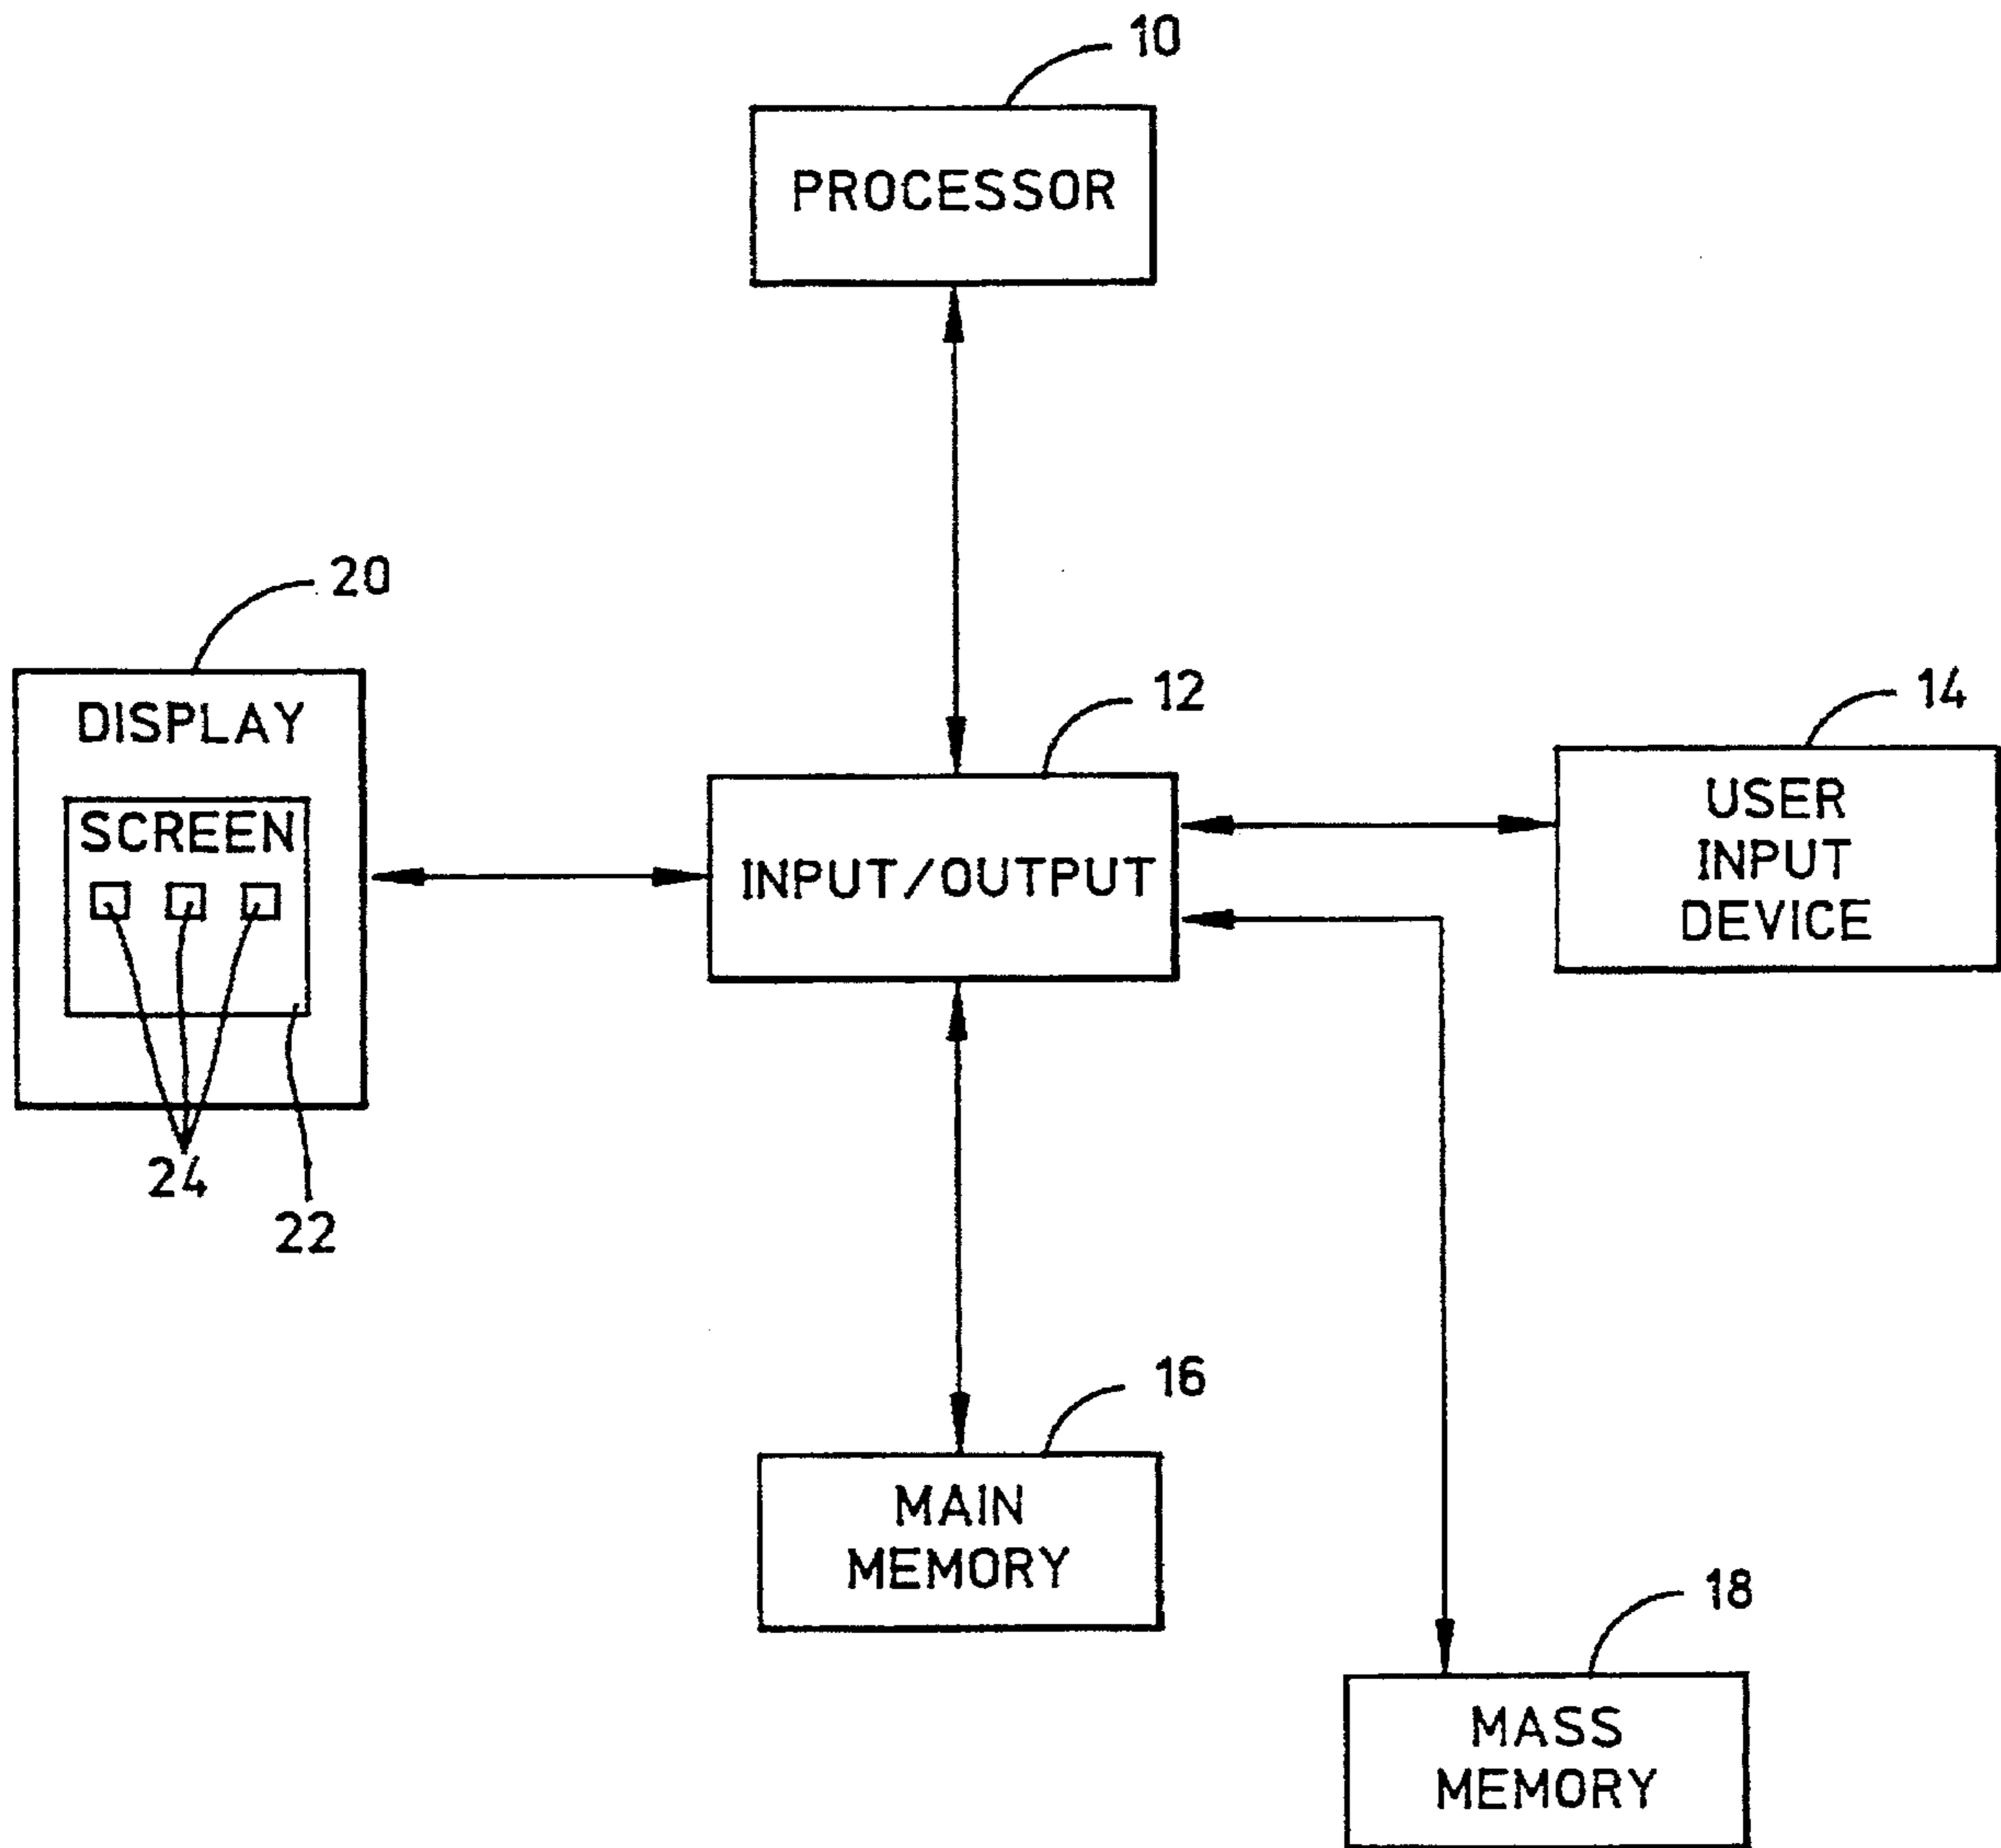 10
PROCESSOR
20
DISPLAY
SCREEN
24
22
12
INPUT/OUTPUT
14
USER
INPUT
DEVICE
16
MAIN
MEMORY
18
MASS
MEMORY